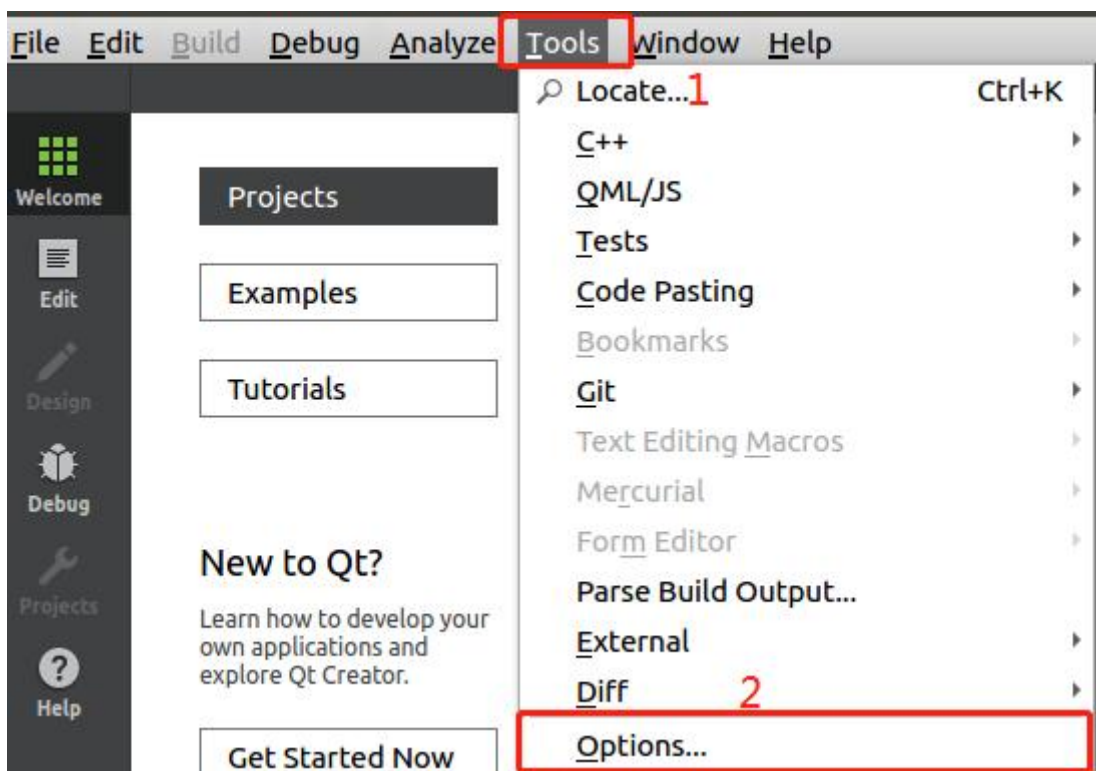 File Edit Build Debug Analyze Tools Window Help
Locate... Ctrl+K
1
C++
QML/JS
Tests
Code Pasting
Bookmarks
Git
Text Editing Macros
Mercurial
Form Editor
Parse Build Output...
External
Diff
2
Options...
Welcome
Edit
Design
Debug
Projects
Help
Projects
Examples
Tutorials
New to Qt?
Learn how to develop your
own applications and
explore Qt Creator.
Get Started Now